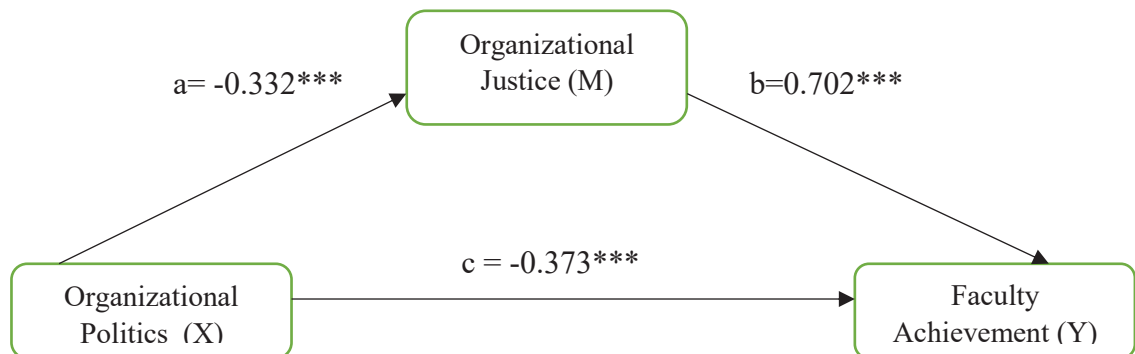 Organizational
Justice (M)
a= -0.332***
b=0.702***
c = -0.373***
Organizational
Politics (X)
Faculty
Achievement (Y)